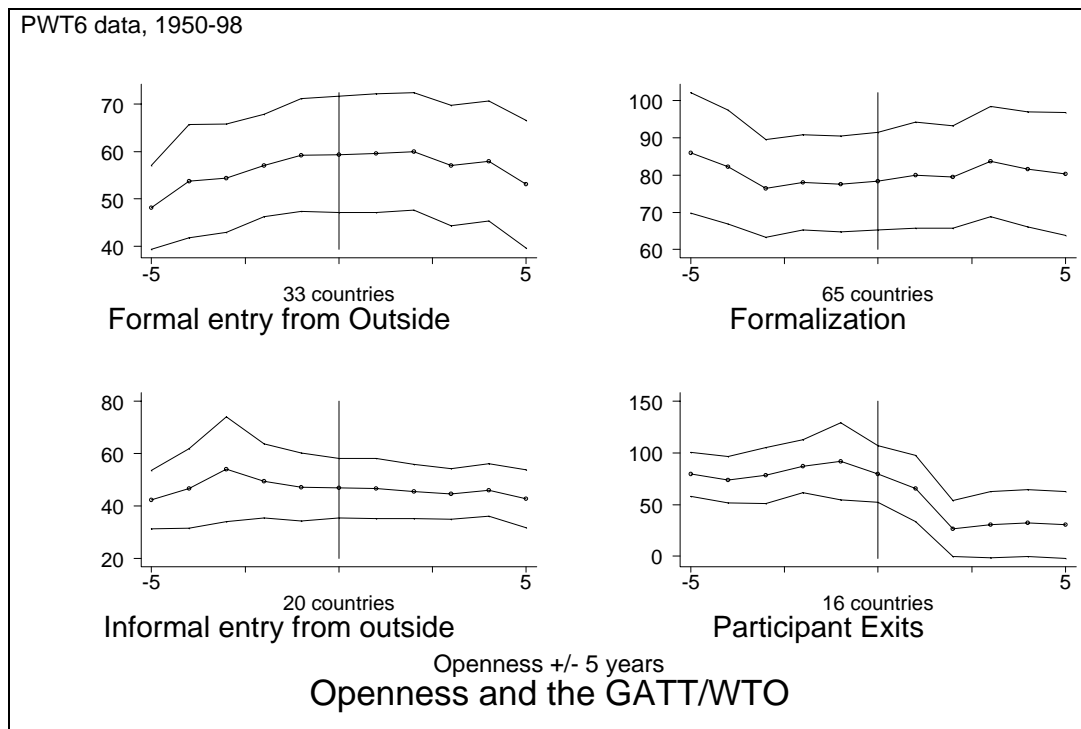 PWT6 data, 1950-98
70
60
50
40
-5
5
33 countries
Formal entry from Outside
100
90
80
70
60
-5
5
65 countries
Formalization
80
60
40
20
-5
5
20 countries
Informal entry from outside
150
100
50
0
-5
5
16 countries
Participant Exits
Openness +/- 5 years
Openness and the GATT/WTO